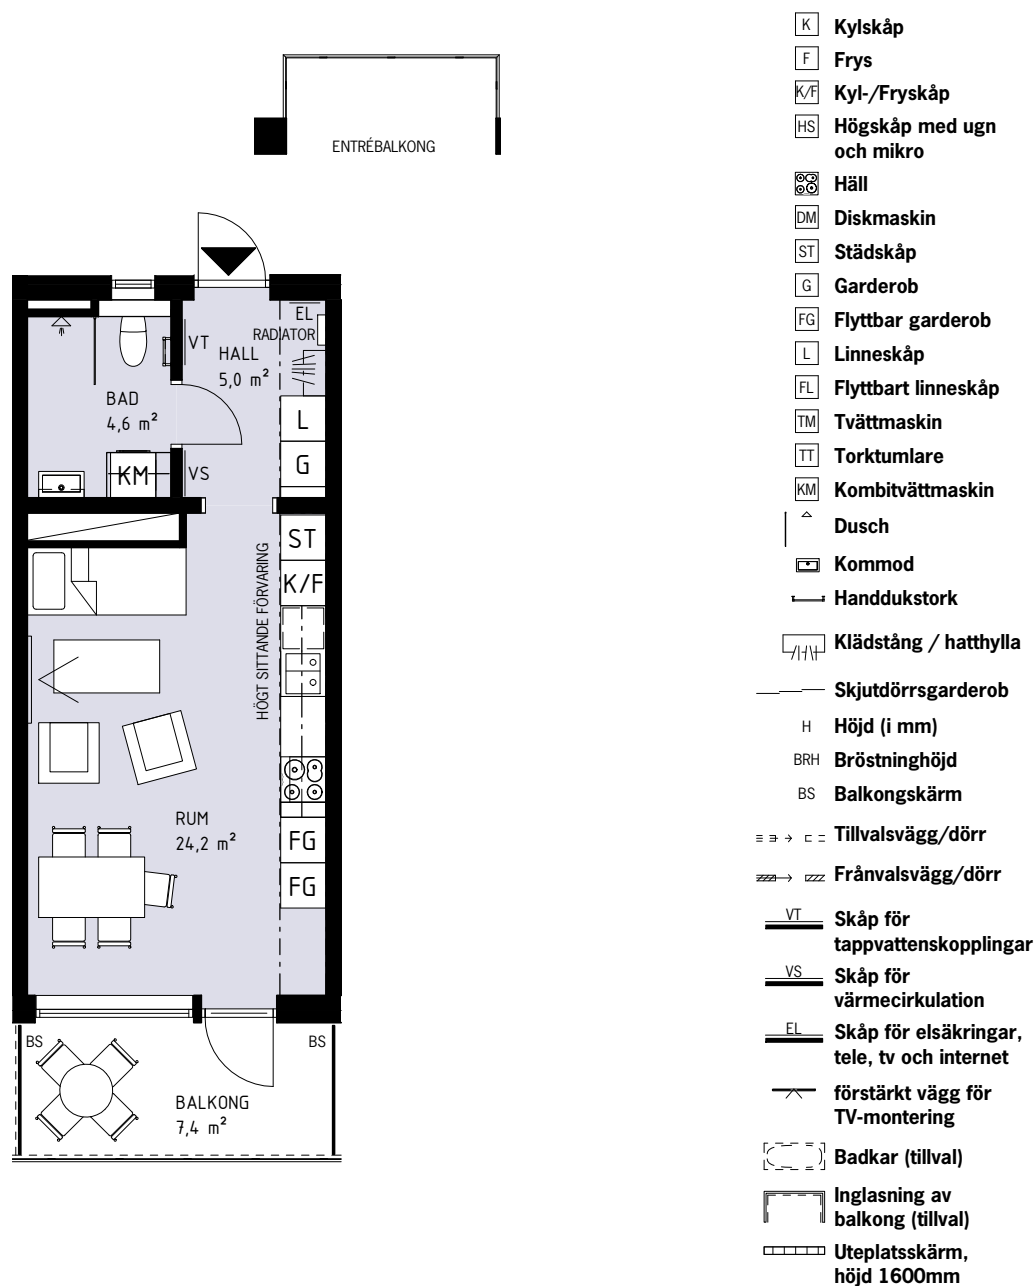 ENTRÉBALKONG
EL
RADIATOR
VT
HALL
5,0 m²
BAD
4,6 m²
L
G
KM
VS
ST
K/F
HÖGT SITTANDE FÖRVARING
RUM
24,2 m²
FG
FG
BS
BS
BALKONG
7,4 m²
K Kylskåp
F Frys
K/F Kyl-/Fryskåp
HS Högskåp med ugn
och mikro
Häll
DM Diskmaskin
ST Städskåp
G Garderob
FG Flyttbar garderob
L Linneskåp
FL Flyttbart linneskåp
TM Tvättmaskin
TT Torktumlare
KM Kombitvättmaskin
Dusch
Kommod
Handdukstork
Klädstång / hatthylla
Skjutdörrsgarderob
H Höjd (i mm)
BRH Bröstninghöjd
BS Balkongskärm
Tillvalsvägg/dörr
Frånvalsvägg/dörr
VT Skåp för
tappvattenskopplingar
VS Skåp för
värmecirkulation
EL Skåp för elsäkringar,
tele, tv och internet
förstärkt vägg för
TV-montering
Badkar (tillval)
Inglasning av
balkong (tillval)
Uteplatsskärm,
höjd 1600mm